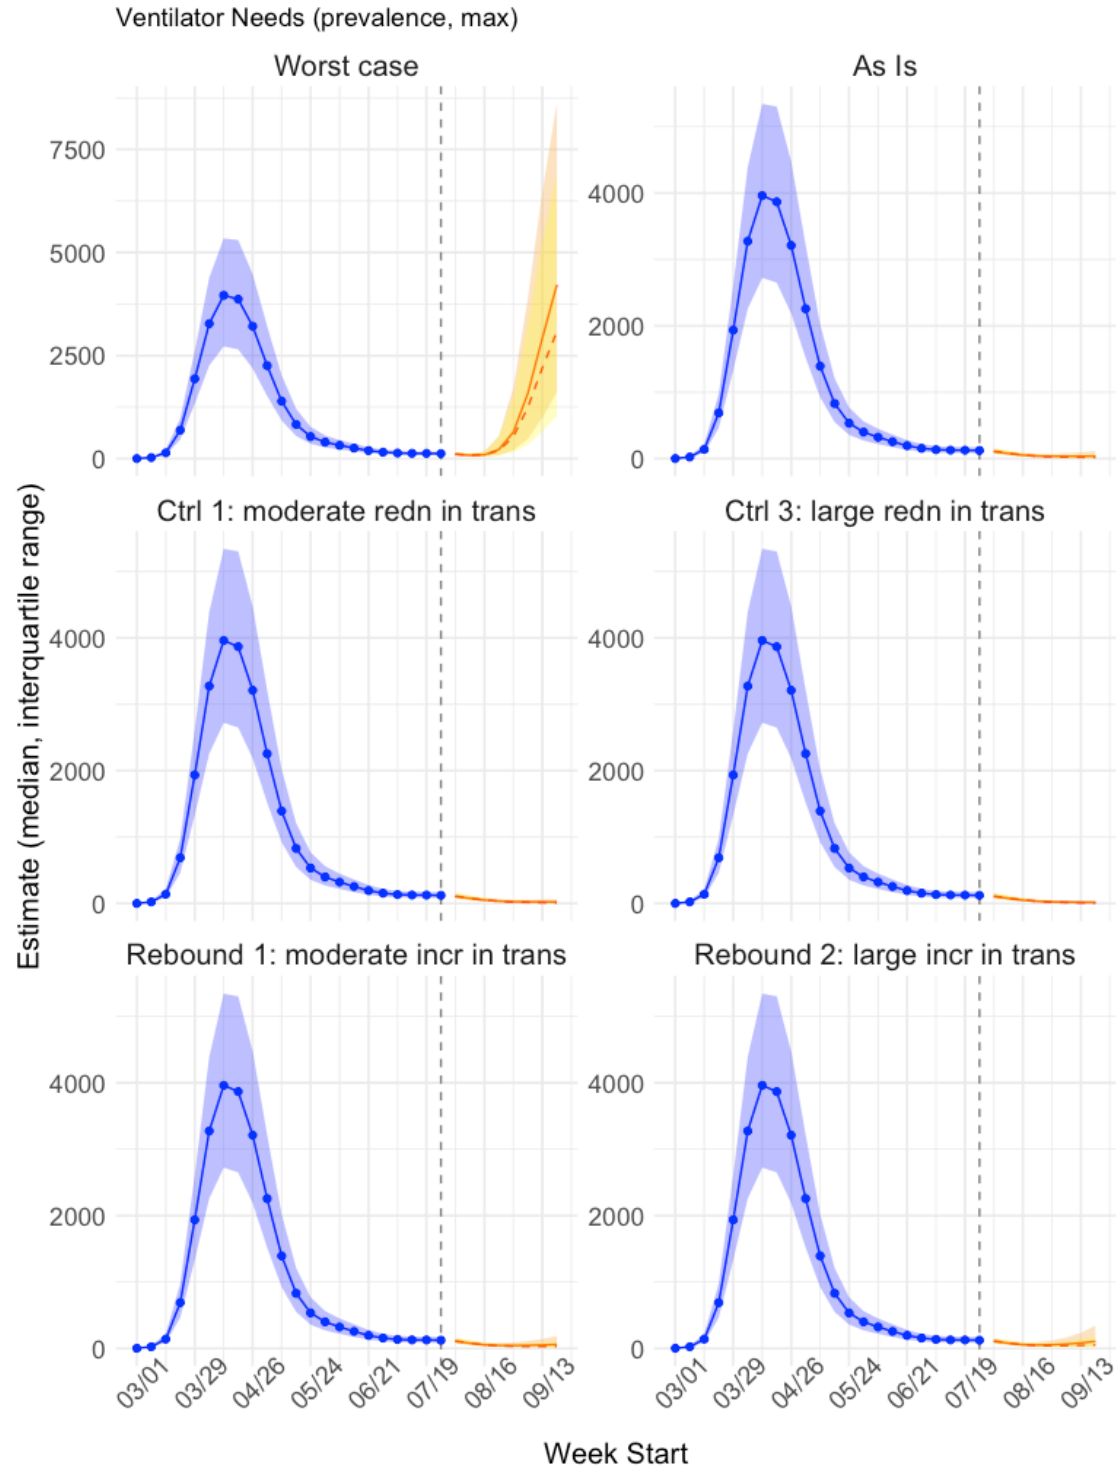 Ventilator Needs (prevalence, max)
Worst case
As Is
7500
5000
2500
0
4000
2000
0
Ctrl 1: moderate redn in trans
Ctrl 3: large redn in trans
4000
2000
0
4000
2000
0
Rebound 1: moderate incr in trans
Rebound 2: large incr in trans
4000
2000
0
4000
2000
0
03/01 03/29 04/26 05/24 06/21 07/19 08/16 09/13
03/01 03/29 04/26 05/24 06/21 07/19 08/16 09/13
Estimate (median, interquartile range)
Week Start